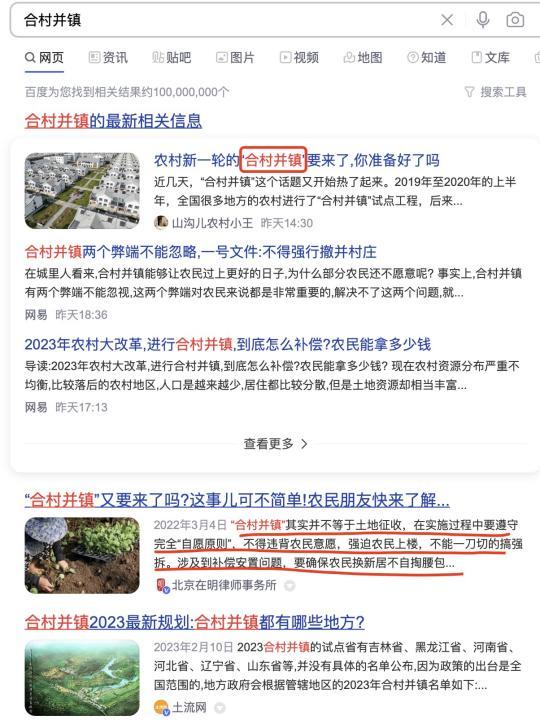 合村并镇
网页 资讯 贴吧 图片 视频 地图 知道 文库
百度为您找到相关结果约100,000,000个 搜索工具
合村并镇的最新相关信息
农村新一轮的“合村并镇”要来了,你准备好了吗
近几天，“合村并镇”这个话题又开始热了起来。2019年至2020年的上半
年，全国很多地方的农村进行了“合村并镇”试点工程，后来...
山沟儿农村小王 昨天14:30
合村并镇两个弊端不能忽略,一号文件:不得强行撤并村庄
在城里人看来,合村并镇能够让农民过上更好的日子,为什么部分农民还不愿意呢? 事实上,合村并镇
有两个弊端不能忽视,这两个弊端对农民来说都是非常重要的,解决不了这两个问题,就...
网易 昨天18:36
2023年农村大改革,进行合村并镇,到底怎么补偿?农民能拿多少钱
导读:2023年农村大改革,进行合村并镇,到底怎么补偿?农民能拿多少钱? 现在农村资源分布严重不
均衡,比较落后的农村地区,人口是越来越少,居住都比较分散,但是土地资源却相当丰富...
网易 昨天17:13
查看更多
“合村并镇”又要来了吗?这事儿可不简单!农民朋友快来了解...
2022年3月4日 “合村并镇”其实并不等于土地征收，在实施过程中要遵守
完全“自愿原则”，不得违背农民意愿，强迫农民上楼，不能一刀切的搞强
拆。涉及到补偿安置问题，要确保农民换新居不自掏腰包...
北京在明律师事务所
合村并镇2023最新规划:合村并镇都有哪些地方?
2023年2月10日 2023合村并镇的试点省有吉林省、黑龙江省、河南省、
河北省、辽宁省、山东省等,并没有具体的名单公布,因为政策的出台是全
国范围的,地方政府会根据管辖地区的2023年合村并镇名单如下:...
土流网